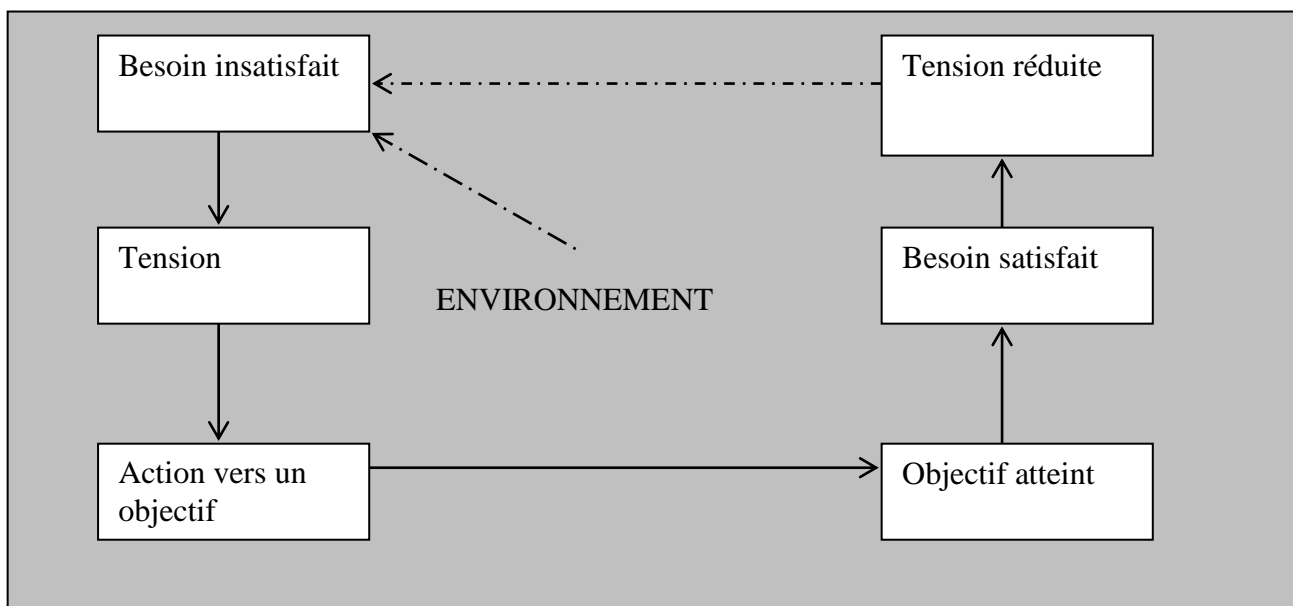 Besoin insatisfait
Tension réduite
Tension
Besoin satisfait
ENVIRONNEMENT
Action vers un
objectif
Objectif atteint